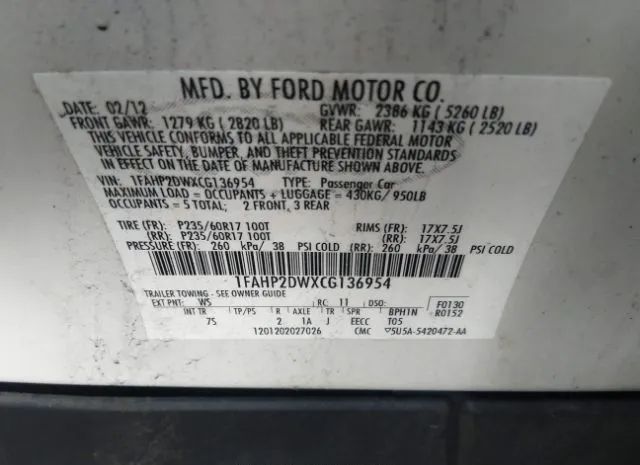 MFD. BY FORD MOTOR CO.
DATE: 02/12 GVWR: 2386 KG ( 5260 LB)
FRONT GAWR: 1279 KG ( 2820 LB) REAR GAWR: 1143 KG ( 2520 LB)
THIS VEHICLE CONFORMS TO ALL APPLICABLE FEDERAL MOTOR
VEHICLE SAFETY, BUMPER, AND THEFT PREVENTION STANDARDS
IN EFFECT ON THE DATE OF MANUFACTURE SHOWN ABOVE.
VIN: 1FAHP2DWXCG136954 TYPE: Passenger Car
MAXIMUM LOAD = OCCUPANTS + LUGGAGE = 430KG/ 950LB
OCCUPANTS = 5 TOTAL: 2 FRONT, 3 REAR
TIRE (FR): P235/60R17 100T RIMS (FR): 17X7.5J
(RR): P235/60R17 100T (RR): 17X7.5J
PRESSURE (FR): 260 kPa/ 38 PSI COLD (RR): 260 kPa/ 38 PSI COLD
1FAHP2DWXCG136954
TRAILER TOWING - SEE OWNER GUIDE
EXT PNT: WS RC: 11 DSO: F0130
INT TR TP/PS R AXLE TR SPR BPH1N R0152
7S 2 1A J EECC T05
1201202027026 CMC 5U5A-5420472-AA